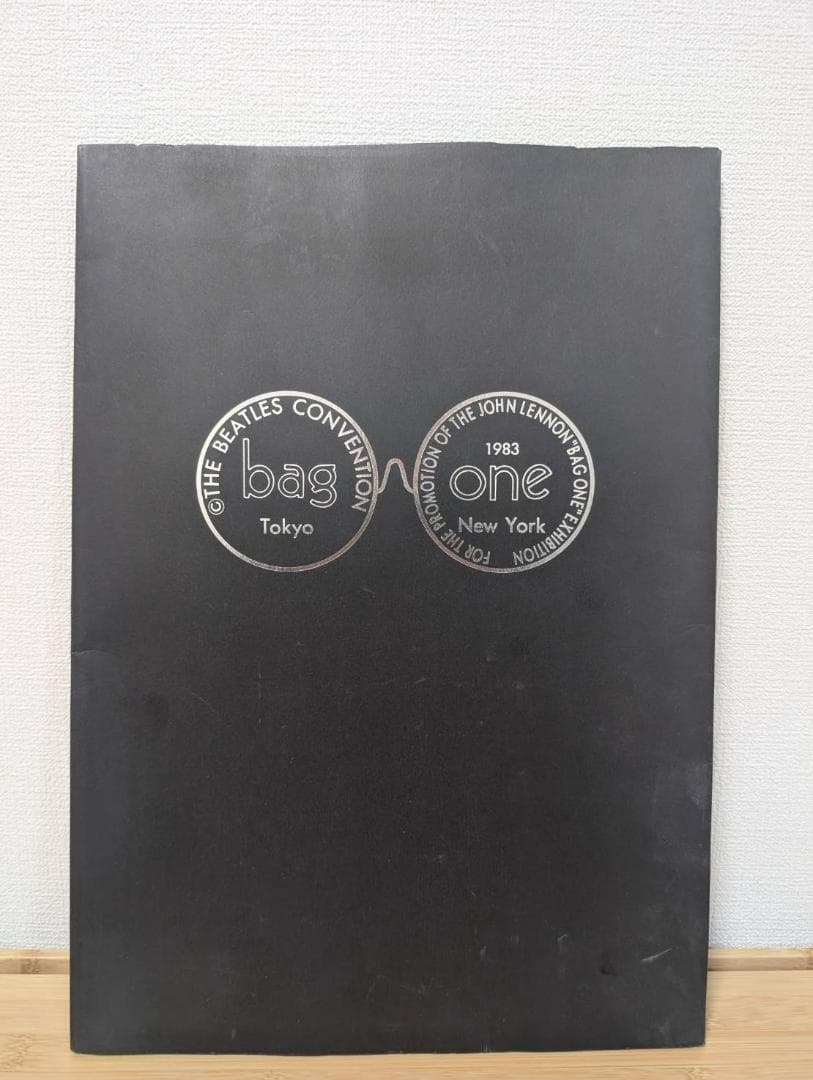 ©THE BEATLES CONVENTION
bag
Tokyo
FOR THE PROMOTION OF THE JOHN LENNON "BAG ONE" EXHIBITION
1983
one
New York